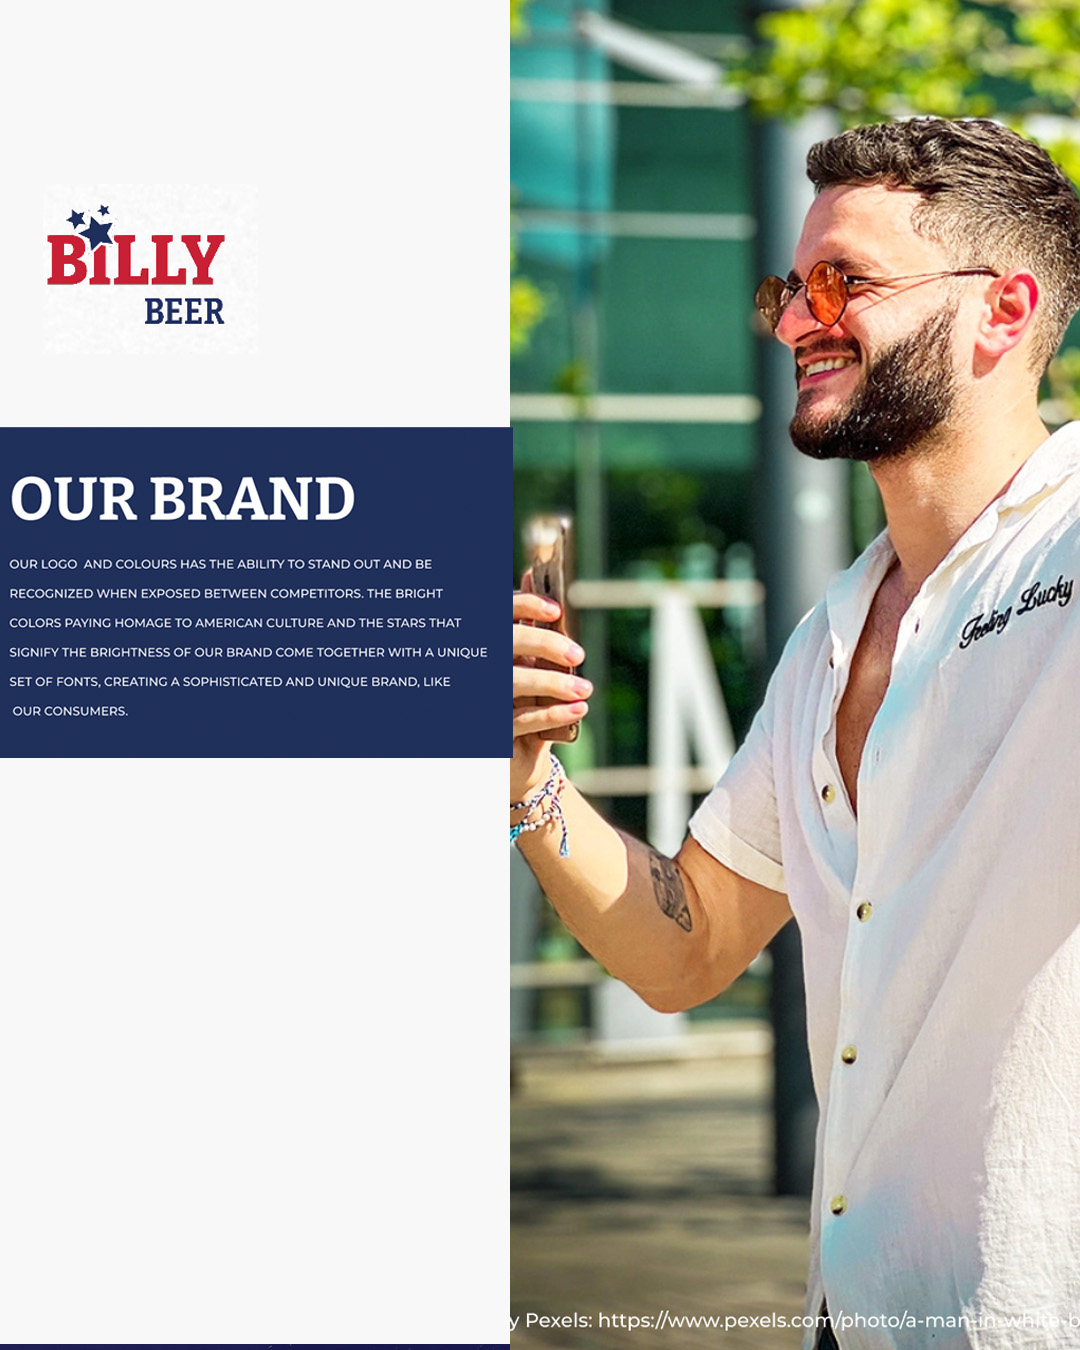 BiLLY
BEER
OUR BRAND
OUR LOGO  AND COLOURS HAS THE ABILITY TO STAND OUT AND BE
RECOGNIZED WHEN EXPOSED BETWEEN COMPETITORS. THE BRIGHT
COLORS PAYING HOMAGE TO AMERICAN CULTURE AND THE STARS THAT
SIGNIFY THE BRIGHTNESS OF OUR BRAND COME TOGETHER WITH A UNIQUE
SET OF FONTS, CREATING A SOPHISTICATED AND UNIQUE BRAND, LIKE
OUR CONSUMERS.
Feeling Lucky
y Pexels: https://www.pexels.com/photo/a-man-in-white-b